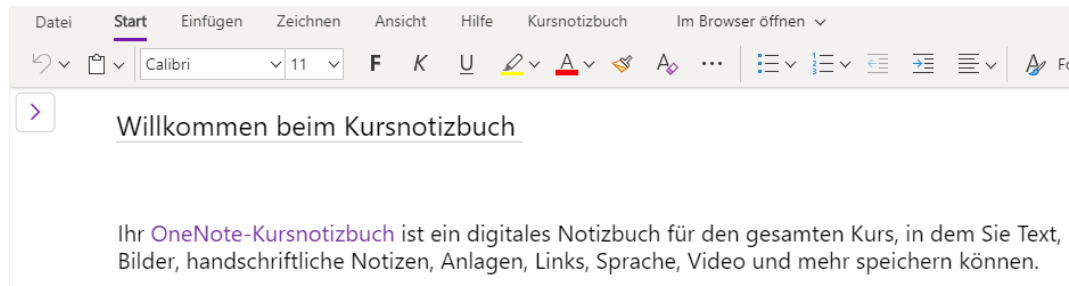 Datei Start Einfügen Zeichnen Ansicht Hilfe Kursnotizbuch Im Browser öffnen
Calibri 11 F K U A A
Willkommen beim Kursnotizbuch
Ihr OneNote-Kursnotizbuch ist ein digitales Notizbuch für den gesamten Kurs, in dem Sie Text,
Bilder, handschriftliche Notizen, Anlagen, Links, Sprache, Video und mehr speichern können.